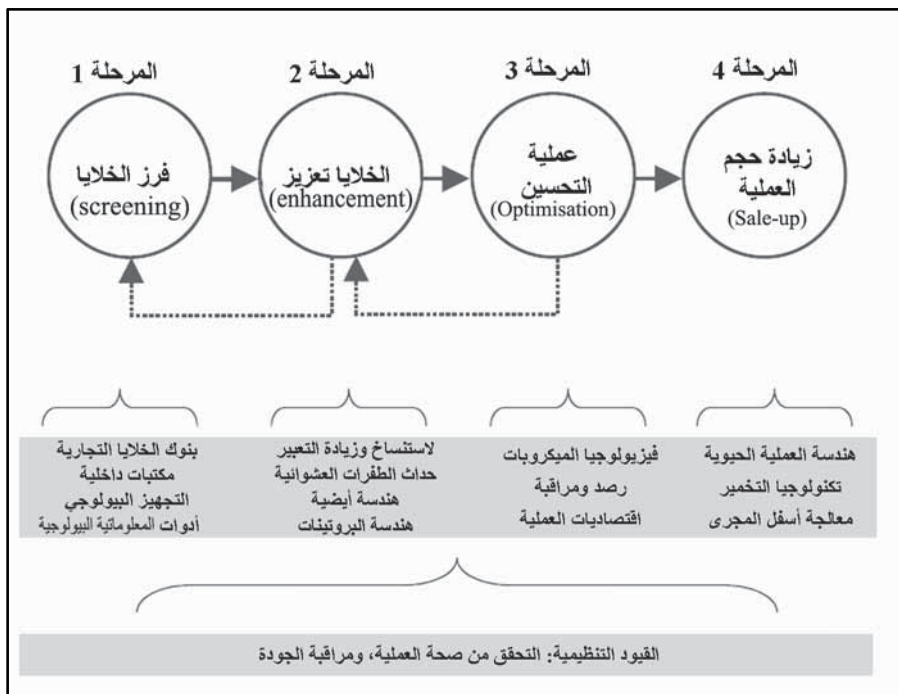 المرحلة 1
المرحلة 2
المرحلة 3
المرحلة 4
فرز الخلايا
(screening)
الخلايا تعزيز
(enhancement)
عملية
التحسين
(Optimisation)
زيادة حجم
العملية
(Sale-up)
بنوك الخلايا التجارية
مكتبات داخلية
التجهيز البيولوجي
أدوات المعلوماتية البيولوجية
لاستنساخ وزيادة التعبير
حداث الطفرات العشوائية
هندسة أيضية
هندسة البروتينات
فيزيولوجيا الميكروبات
رصد ومراقبة
اقتصاديات العملية
هندسة العملية الحيوية
تكنولوجيا التخمير
معالجة أسفل المجرى
القيود التنظيمية: التحقق من صحة العملية، ومراقبة الجودة